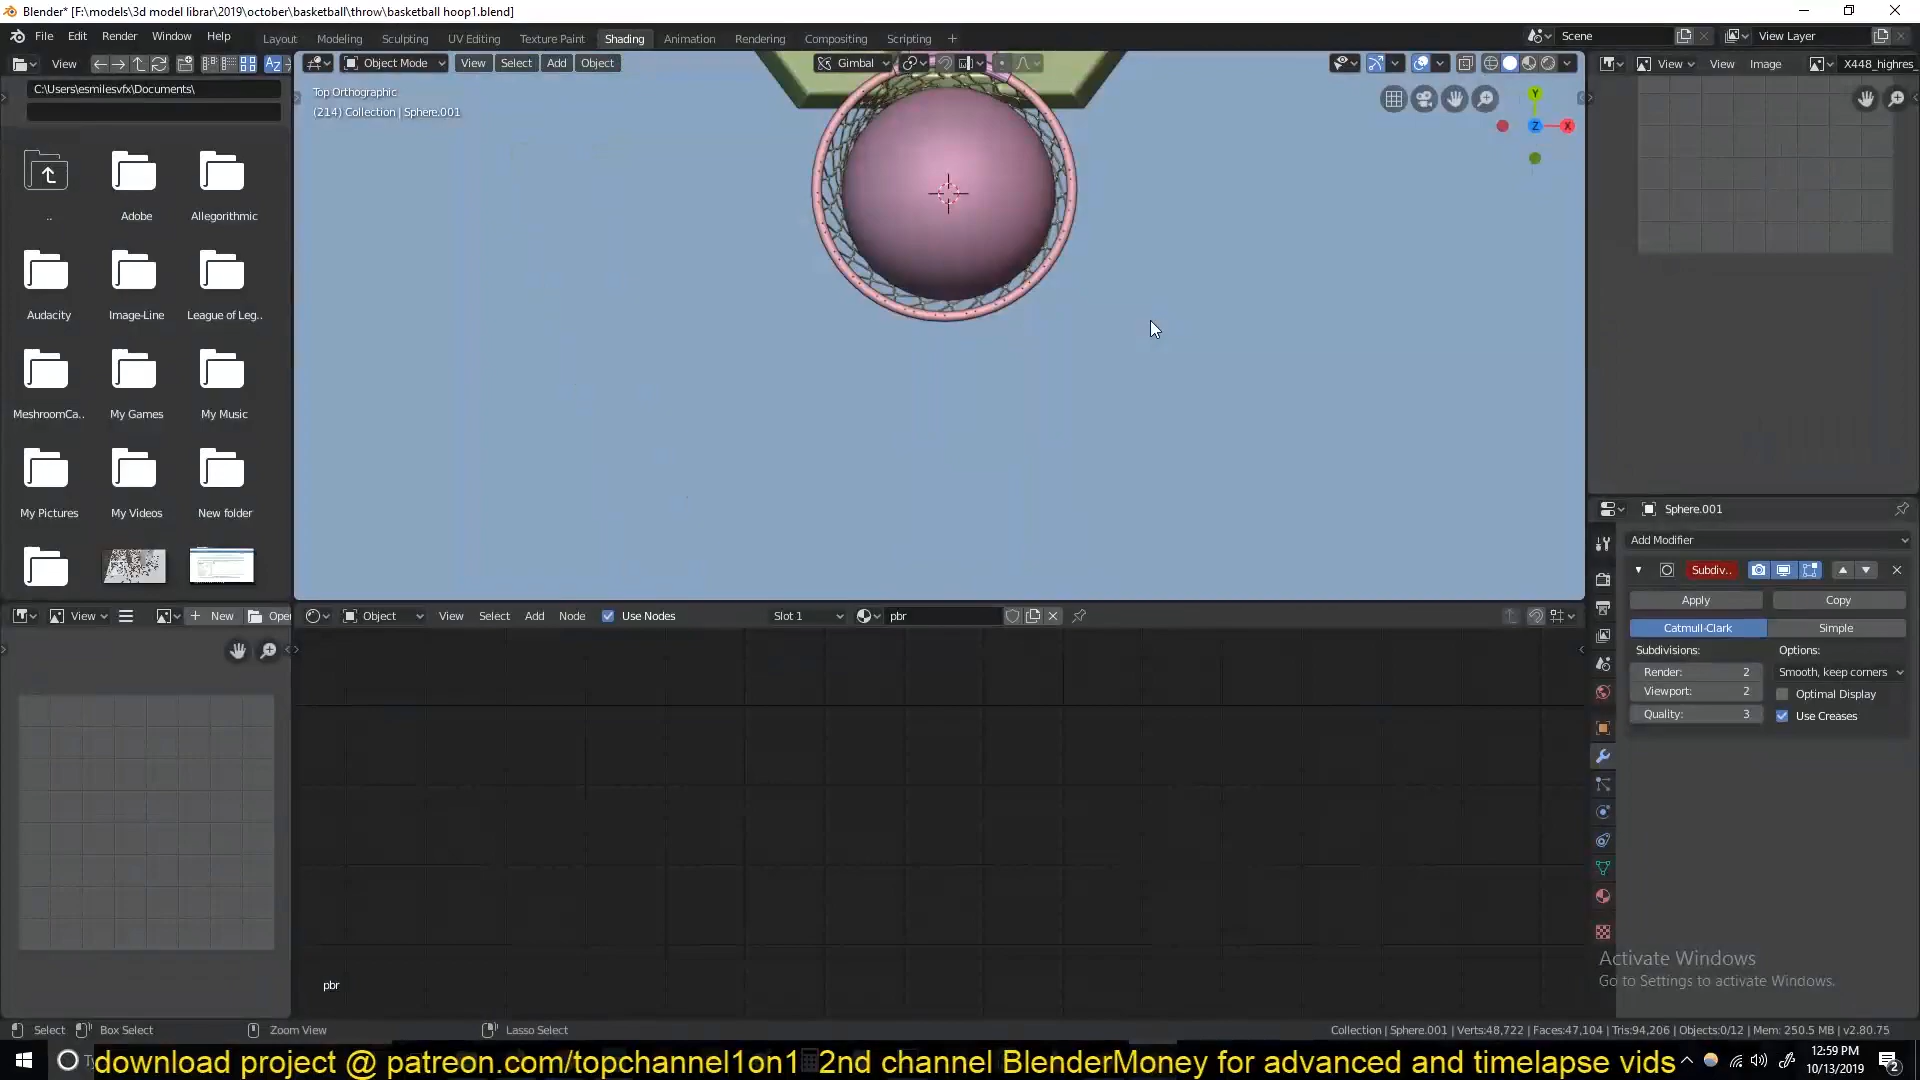 Blender* [F:\models\3d model librar\2019\october\basketball\throw\basketball hoop1.blend]
File Edit Render Window Help Layout Modeling Sculpting UV Editing Texture Paint Shading Animation Rendering Compositing Scripting Scene View Layer
View Object Mode View Select Add Object Gimbal View View Image X448_highres_
C:\Users\esmilesvfx\Documents\
Top Orthographic
(214) Collection | Sphere.001
Y
Z
X
.. Adobe Allegorithmic
Audacity Image-Line League of Leg..
MeshroomCa.. My Games My Music
My Pictures My Videos New folder
Sphere.001
Add Modifier
Subdiv..
Apply Copy
Catmull-Clark Simple
Subdivisions: Options:
Render: 2 Smooth, keep corners
Viewport: 2 Optimal Display
Quality: 3 Use Creases
View New Open Object View Select Add Node Use Nodes Slot 1 pbr
pbr
Activate Windows
Go to Settings to activate Windows.
Select Box Select Zoom View Lasso Select Collection | Sphere.001 | Verts:48,722 | Faces:47,104 | Tris:94,206 | Objects:0/12 | Mem: 250.5 MB | v2.80.75
download project @ patreon.com/topchannel1on1 2nd channel BlenderMoney for advanced and timelapse vids
12:59 PM
10/13/2019
2